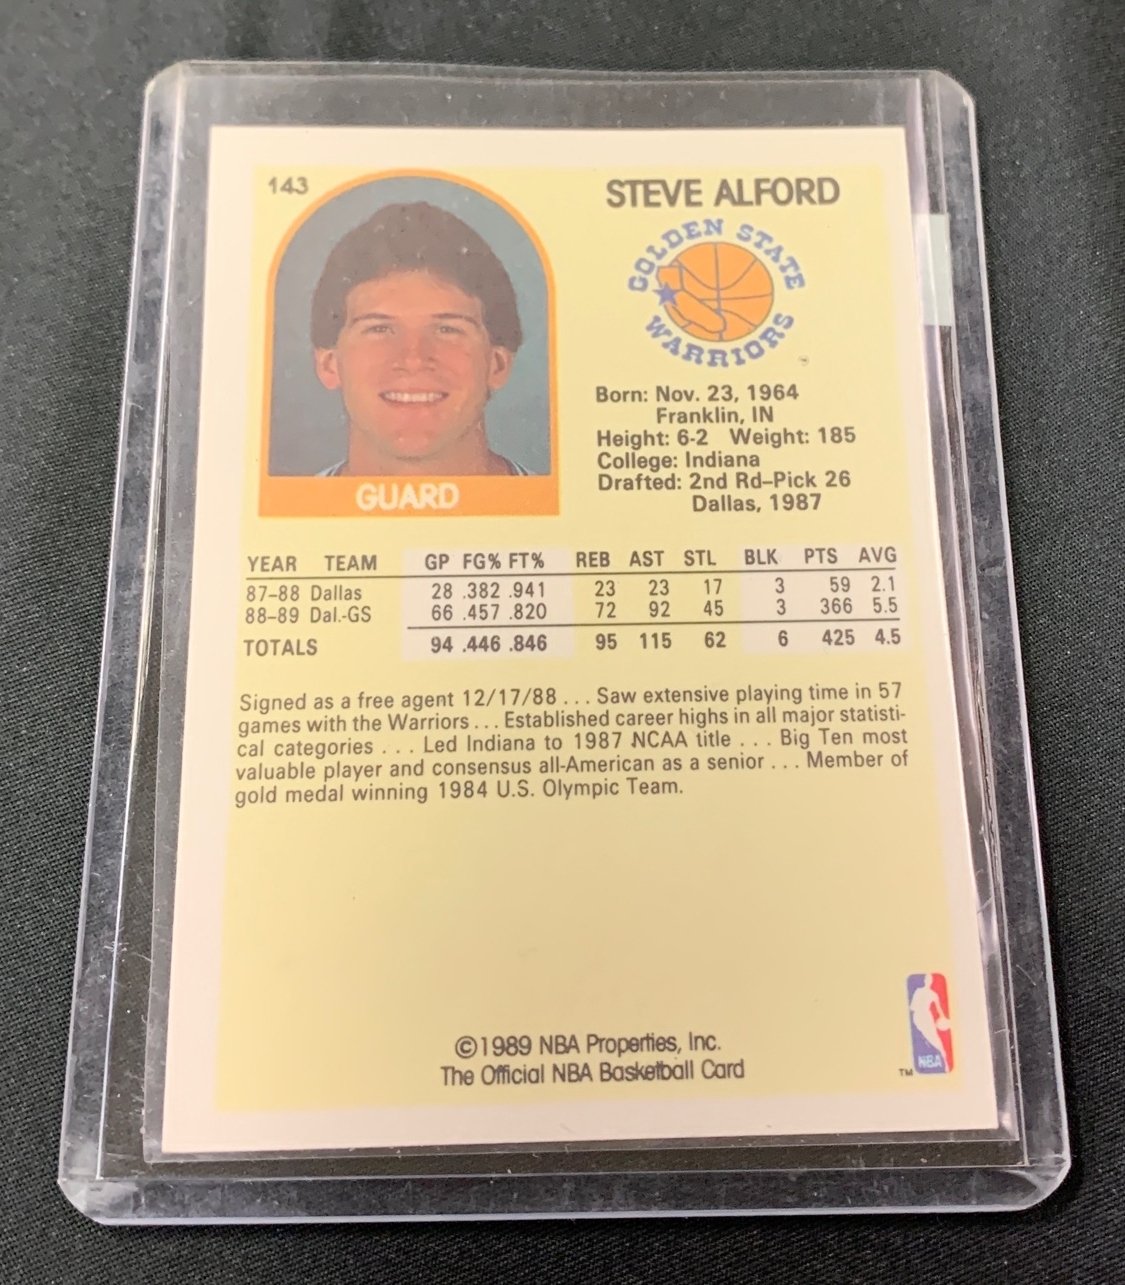 143
STEVE ALFORD
GOLDEN STATE
WARRIORS
TM
Born: Nov. 23, 1964
Franklin, IN
Height: 6-2 Weight: 185
College: Indiana
Drafted: 2nd Rd–Pick 26
Dallas, 1987
GUARD
YEAR TEAM GP FG% FT% REB AST STL BLK PTS AVG
87–88 Dallas 28 .382 .941 23 23 17 3 59 2.1
88–89 Dal.-GS 66 .457 .820 72 92 45 3 366 5.5
TOTALS 94 .446 .846 95 115 62 6 425 4.5
Signed as a free agent 12/17/88 . . . Saw extensive playing time in 57
games with the Warriors . . . Established career highs in all major statisti-
cal categories . . . Led Indiana to 1987 NCAA title . . . Big Ten most
valuable player and consensus all-American as a senior . . . Member of
gold medal winning 1984 U.S. Olympic Team.
©1989 NBA Properties, Inc.
The Official NBA Basketball Card
NBA
TM